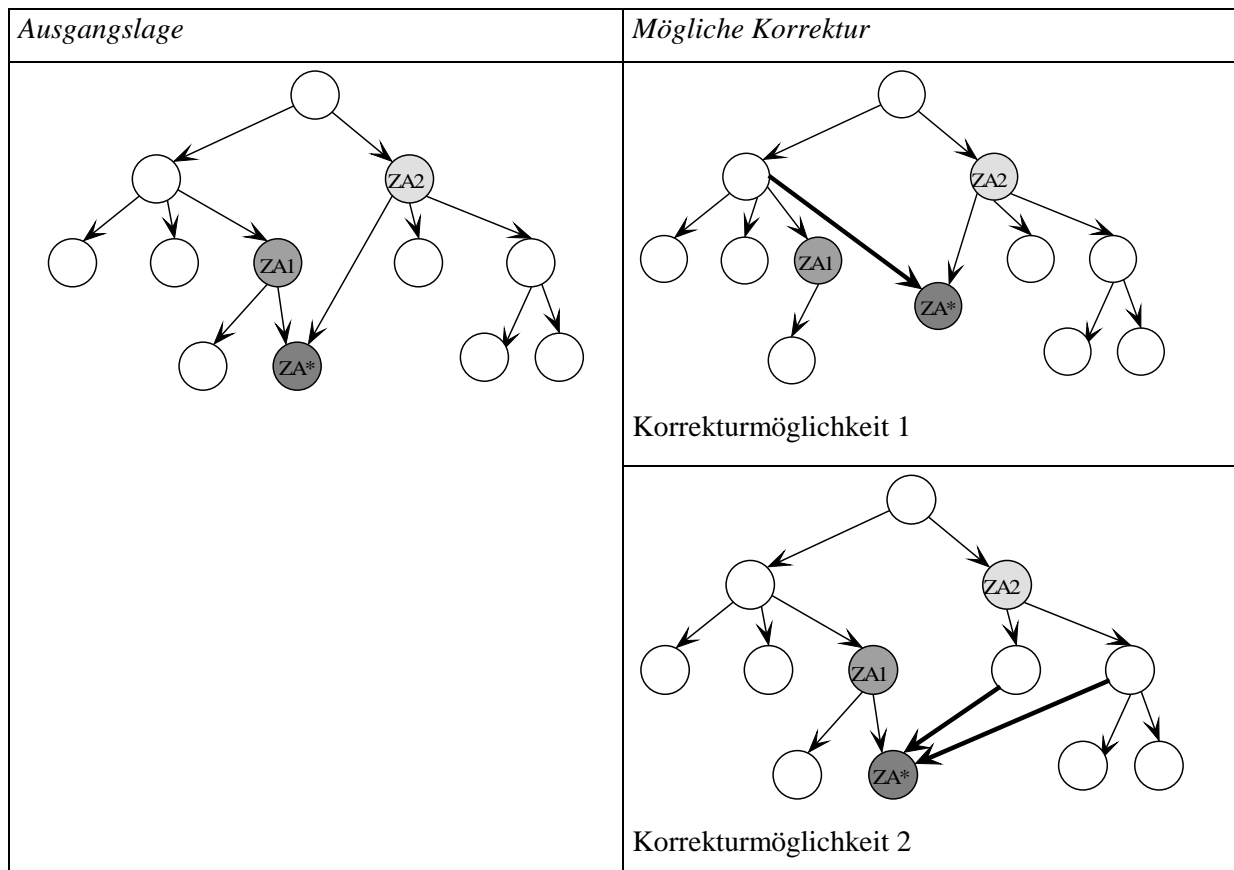 Ausgangslage
Mögliche Korrektur
ZA2
ZA1
ZA*
ZA2
ZA1
ZA*
Korrekturmöglichkeit 1
ZA2
ZA1
ZA*
Korrekturmöglichkeit 2